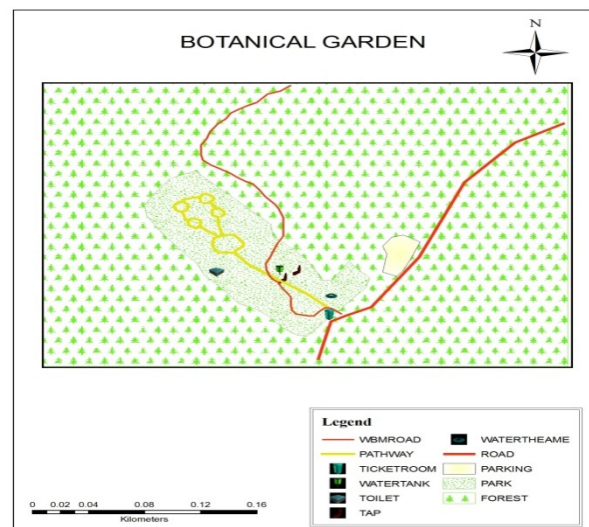 BOTANICAL GARDEN
N
Legend
WBMROAD
PATHWAY
TICKETROOM
WATERTANK
TOILET
TAP
WATERTHEAME
ROAD
PARKING
PARK
FOREST
0 0.02 0.04 0.08 0.12 0.16
Kilometers